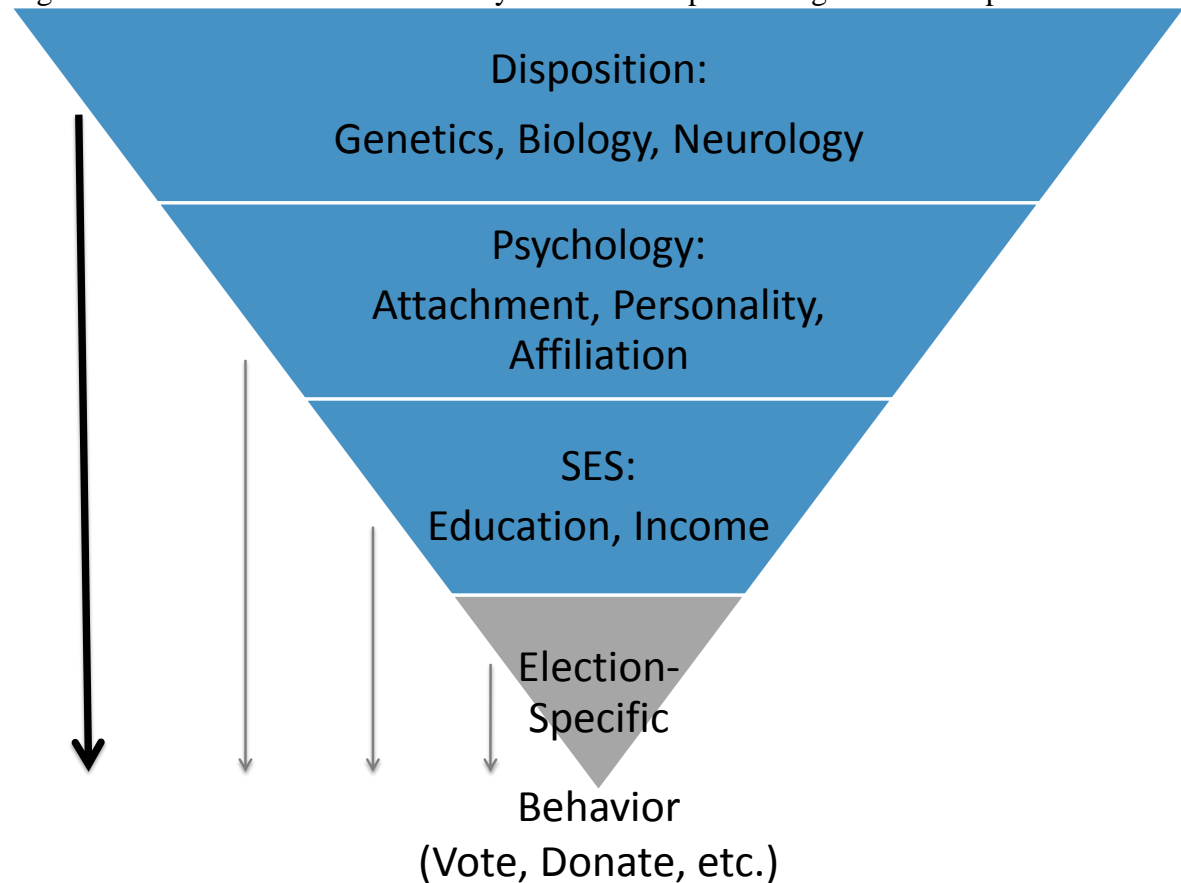 Disposition:
Genetics, Biology, Neurology
Psychology:
Attachment, Personality,
Affiliation
SES:
Education, Income
Election-
Specific
Behavior
(Vote, Donate, etc.)